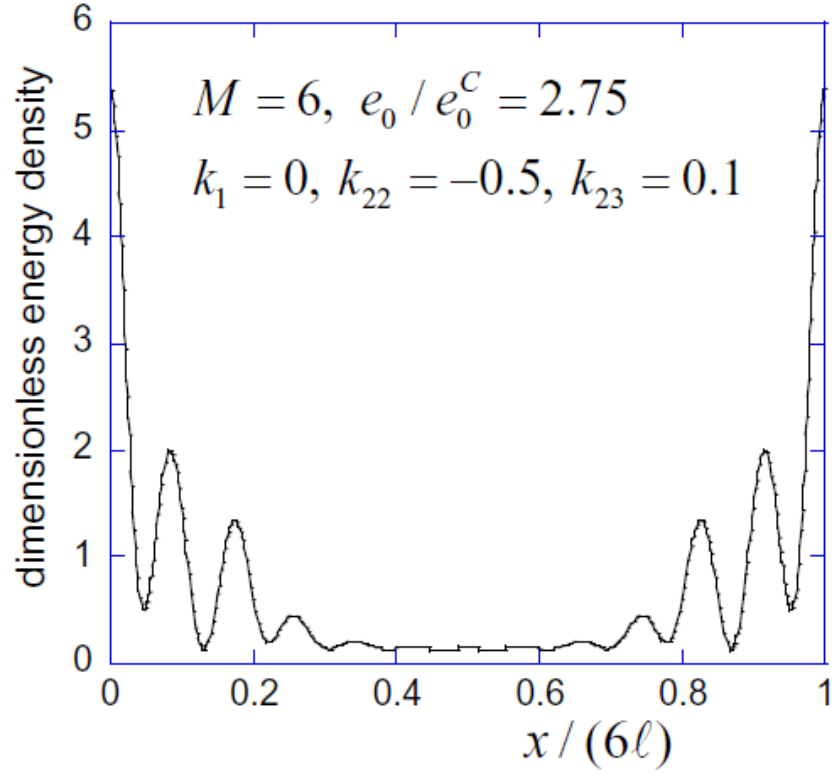 dimensionless energy density
6
5
4
3
2
1
0
M = 6, e₀ / e₀ᶜ = 2.75
k₁ = 0, k₂₂ = −0.5, k₂₃ = 0.1
0 0.2 0.4 0.6 0.8 1
x / (6ℓ)